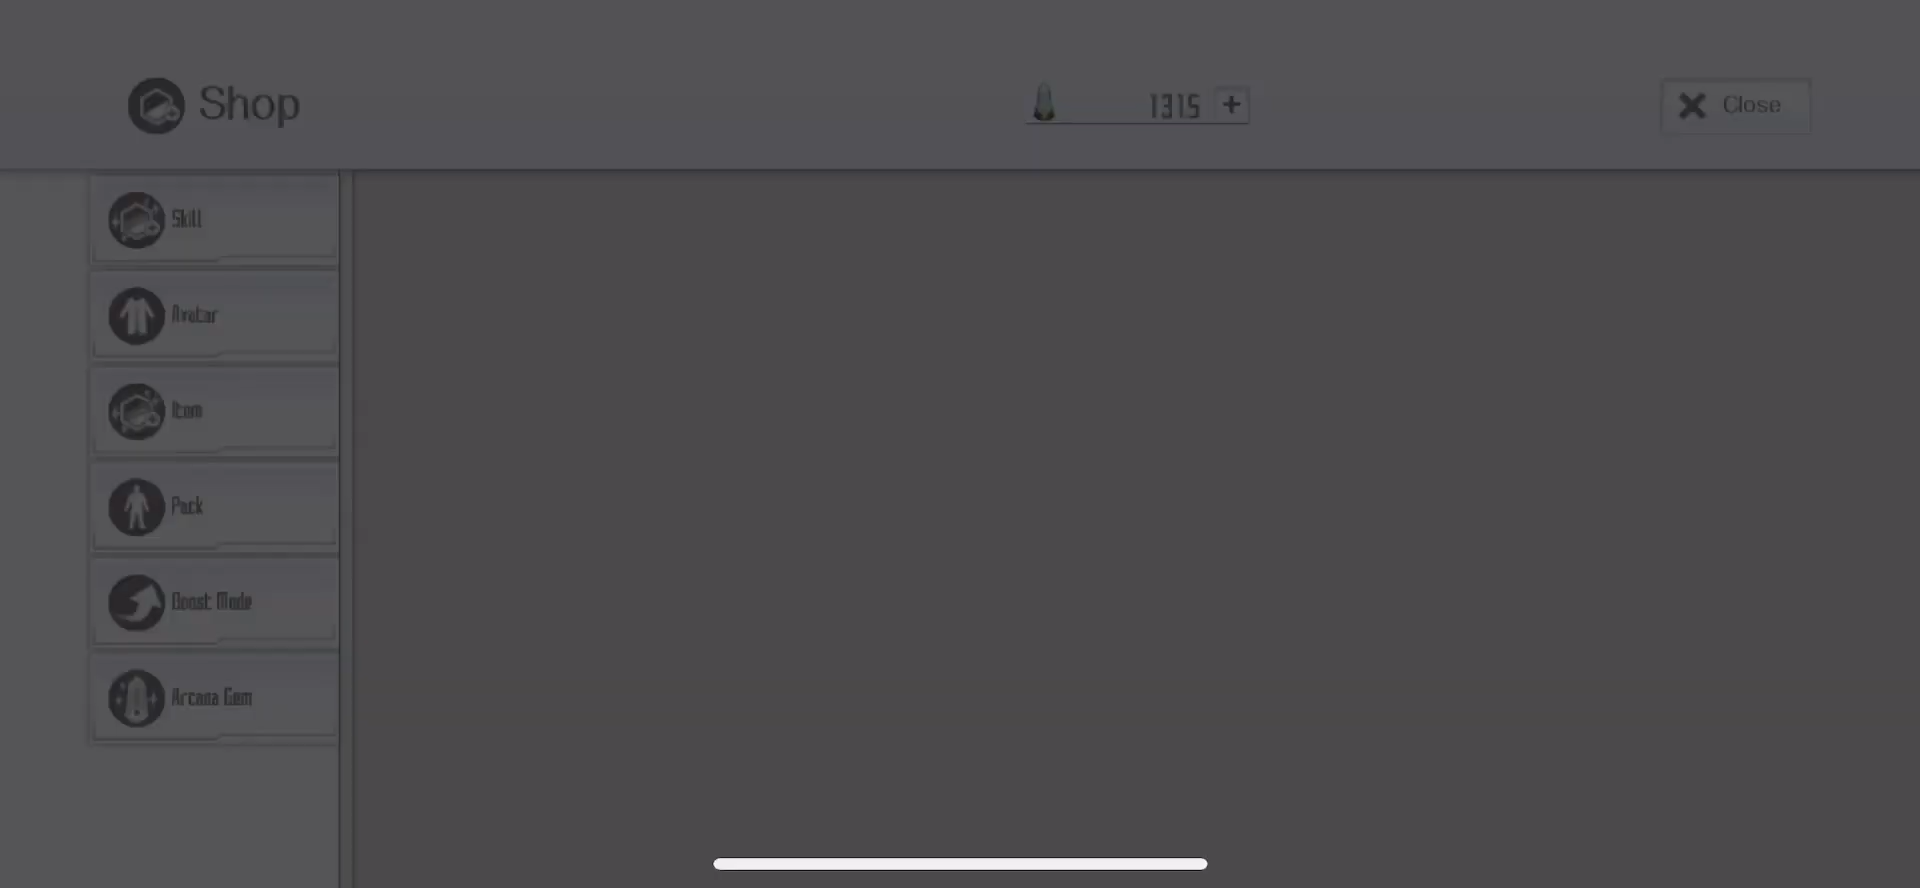 Shop
1315 +
Close
Skill
Avatar
Item
Pack
Boost Mode
Arcana Gem